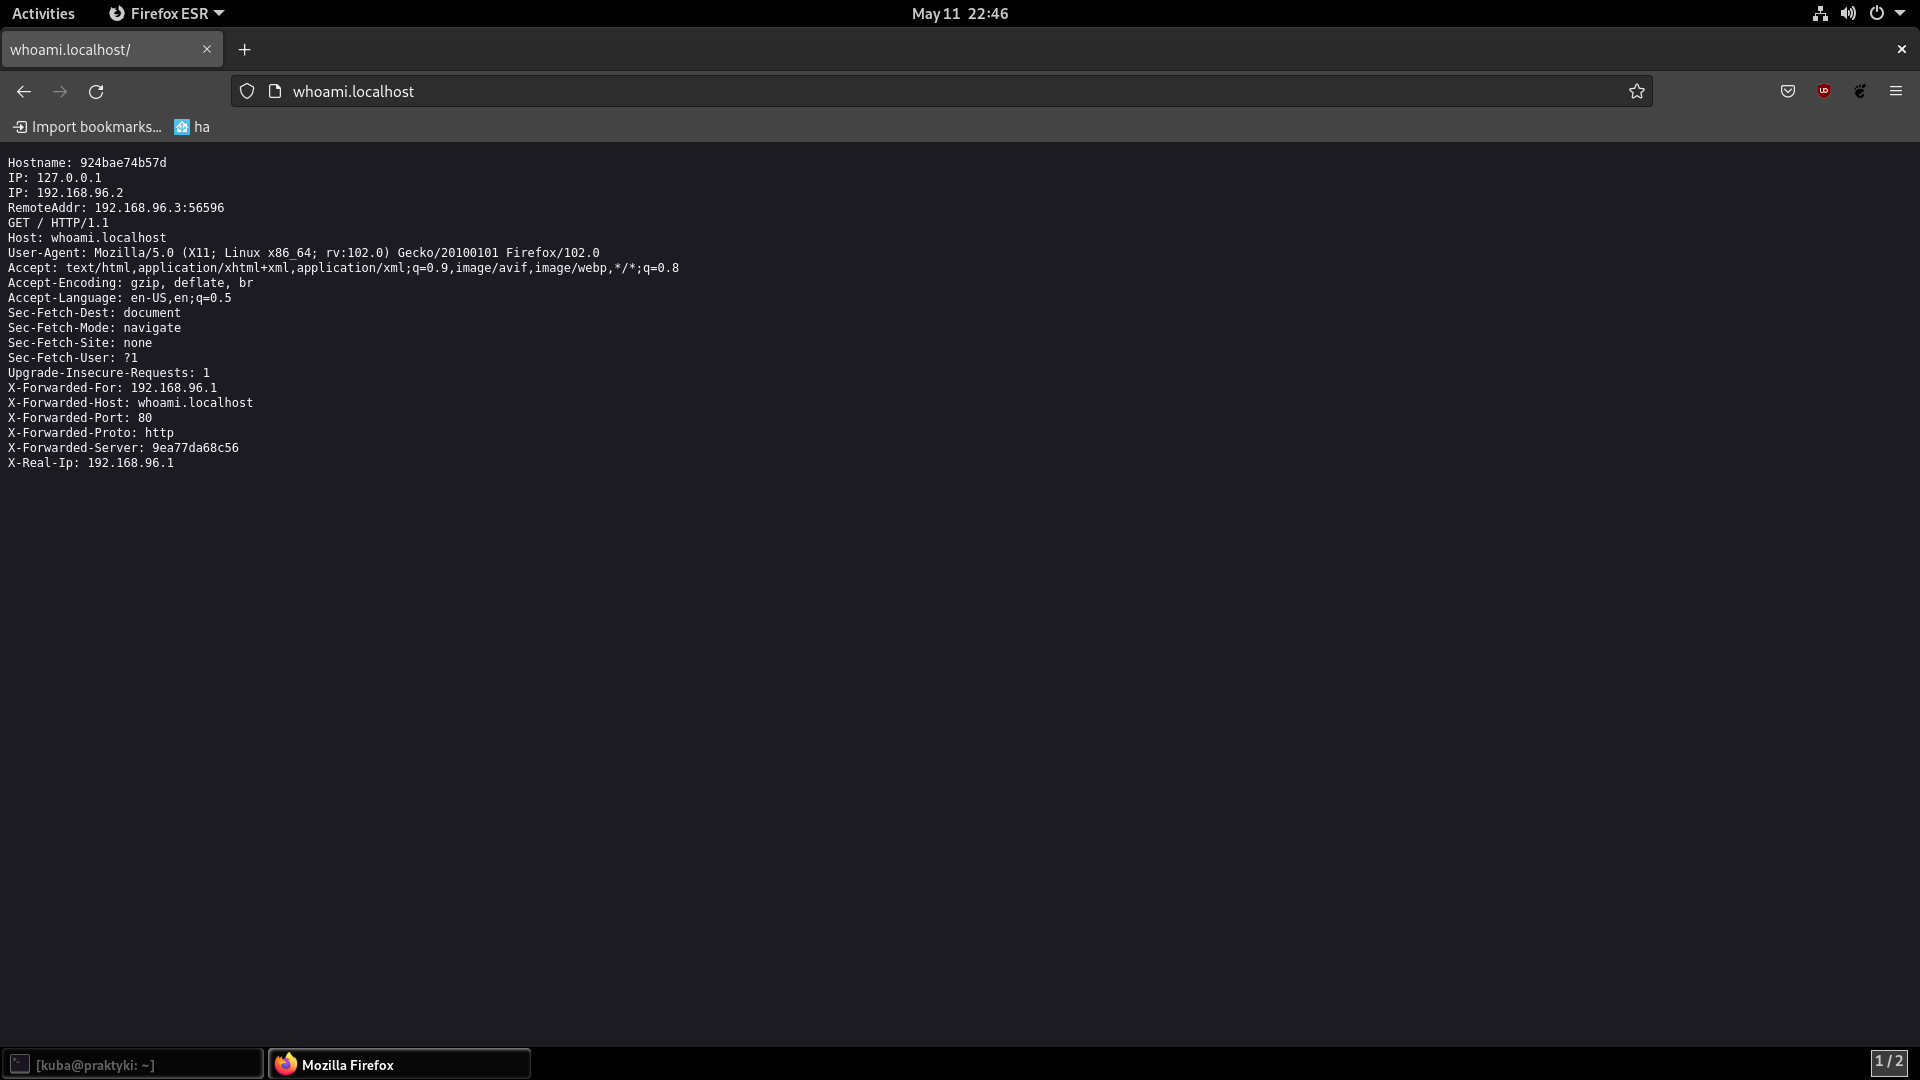 Activities Firefox ESR May 11 22:46
whoami.localhost/
whoami.localhost
Import bookmarks... ha
Hostname: 924bae74b57d
IP: 127.0.0.1
IP: 192.168.96.2
RemoteAddr: 192.168.96.3:56596
GET / HTTP/1.1
Host: whoami.localhost
User-Agent: Mozilla/5.0 (X11; Linux x86_64; rv:102.0) Gecko/20100101 Firefox/102.0
Accept: text/html,application/xhtml+xml,application/xml;q=0.9,image/avif,image/webp,*/*;q=0.8
Accept-Encoding: gzip, deflate, br
Accept-Language: en-US,en;q=0.5
Sec-Fetch-Dest: document
Sec-Fetch-Mode: navigate
Sec-Fetch-Site: none
Sec-Fetch-User: ?1
Upgrade-Insecure-Requests: 1
X-Forwarded-For: 192.168.96.1
X-Forwarded-Host: whoami.localhost
X-Forwarded-Port: 80
X-Forwarded-Proto: http
X-Forwarded-Server: 9ea77da68c56
X-Real-Ip: 192.168.96.1
[kuba@praktyki: ~] Mozilla Firefox 1 / 2